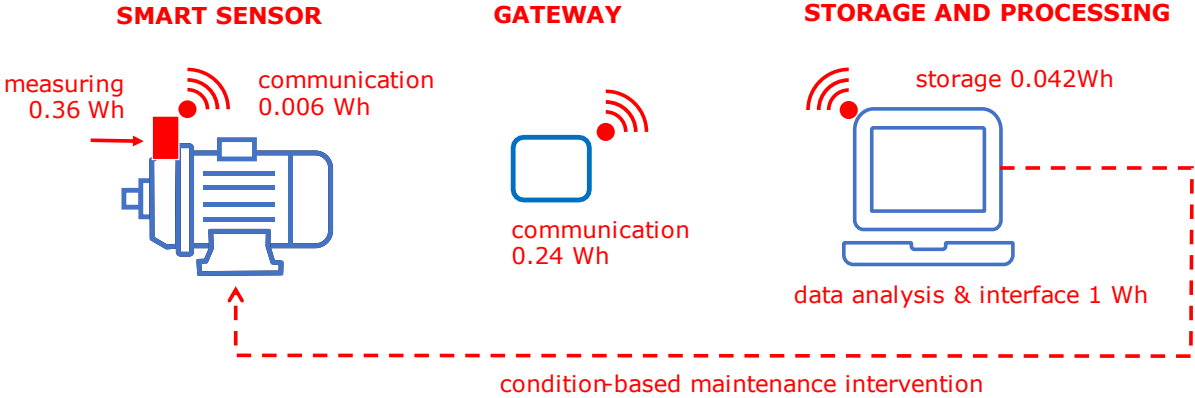 SMART SENSOR
GATEWAY
STORAGE AND PROCESSING
measuring
0.36 Wh
communication
0.006 Wh
storage 0.042Wh
communication
0.24 Wh
data analysis & interface 1 Wh
condition-based maintenance intervention